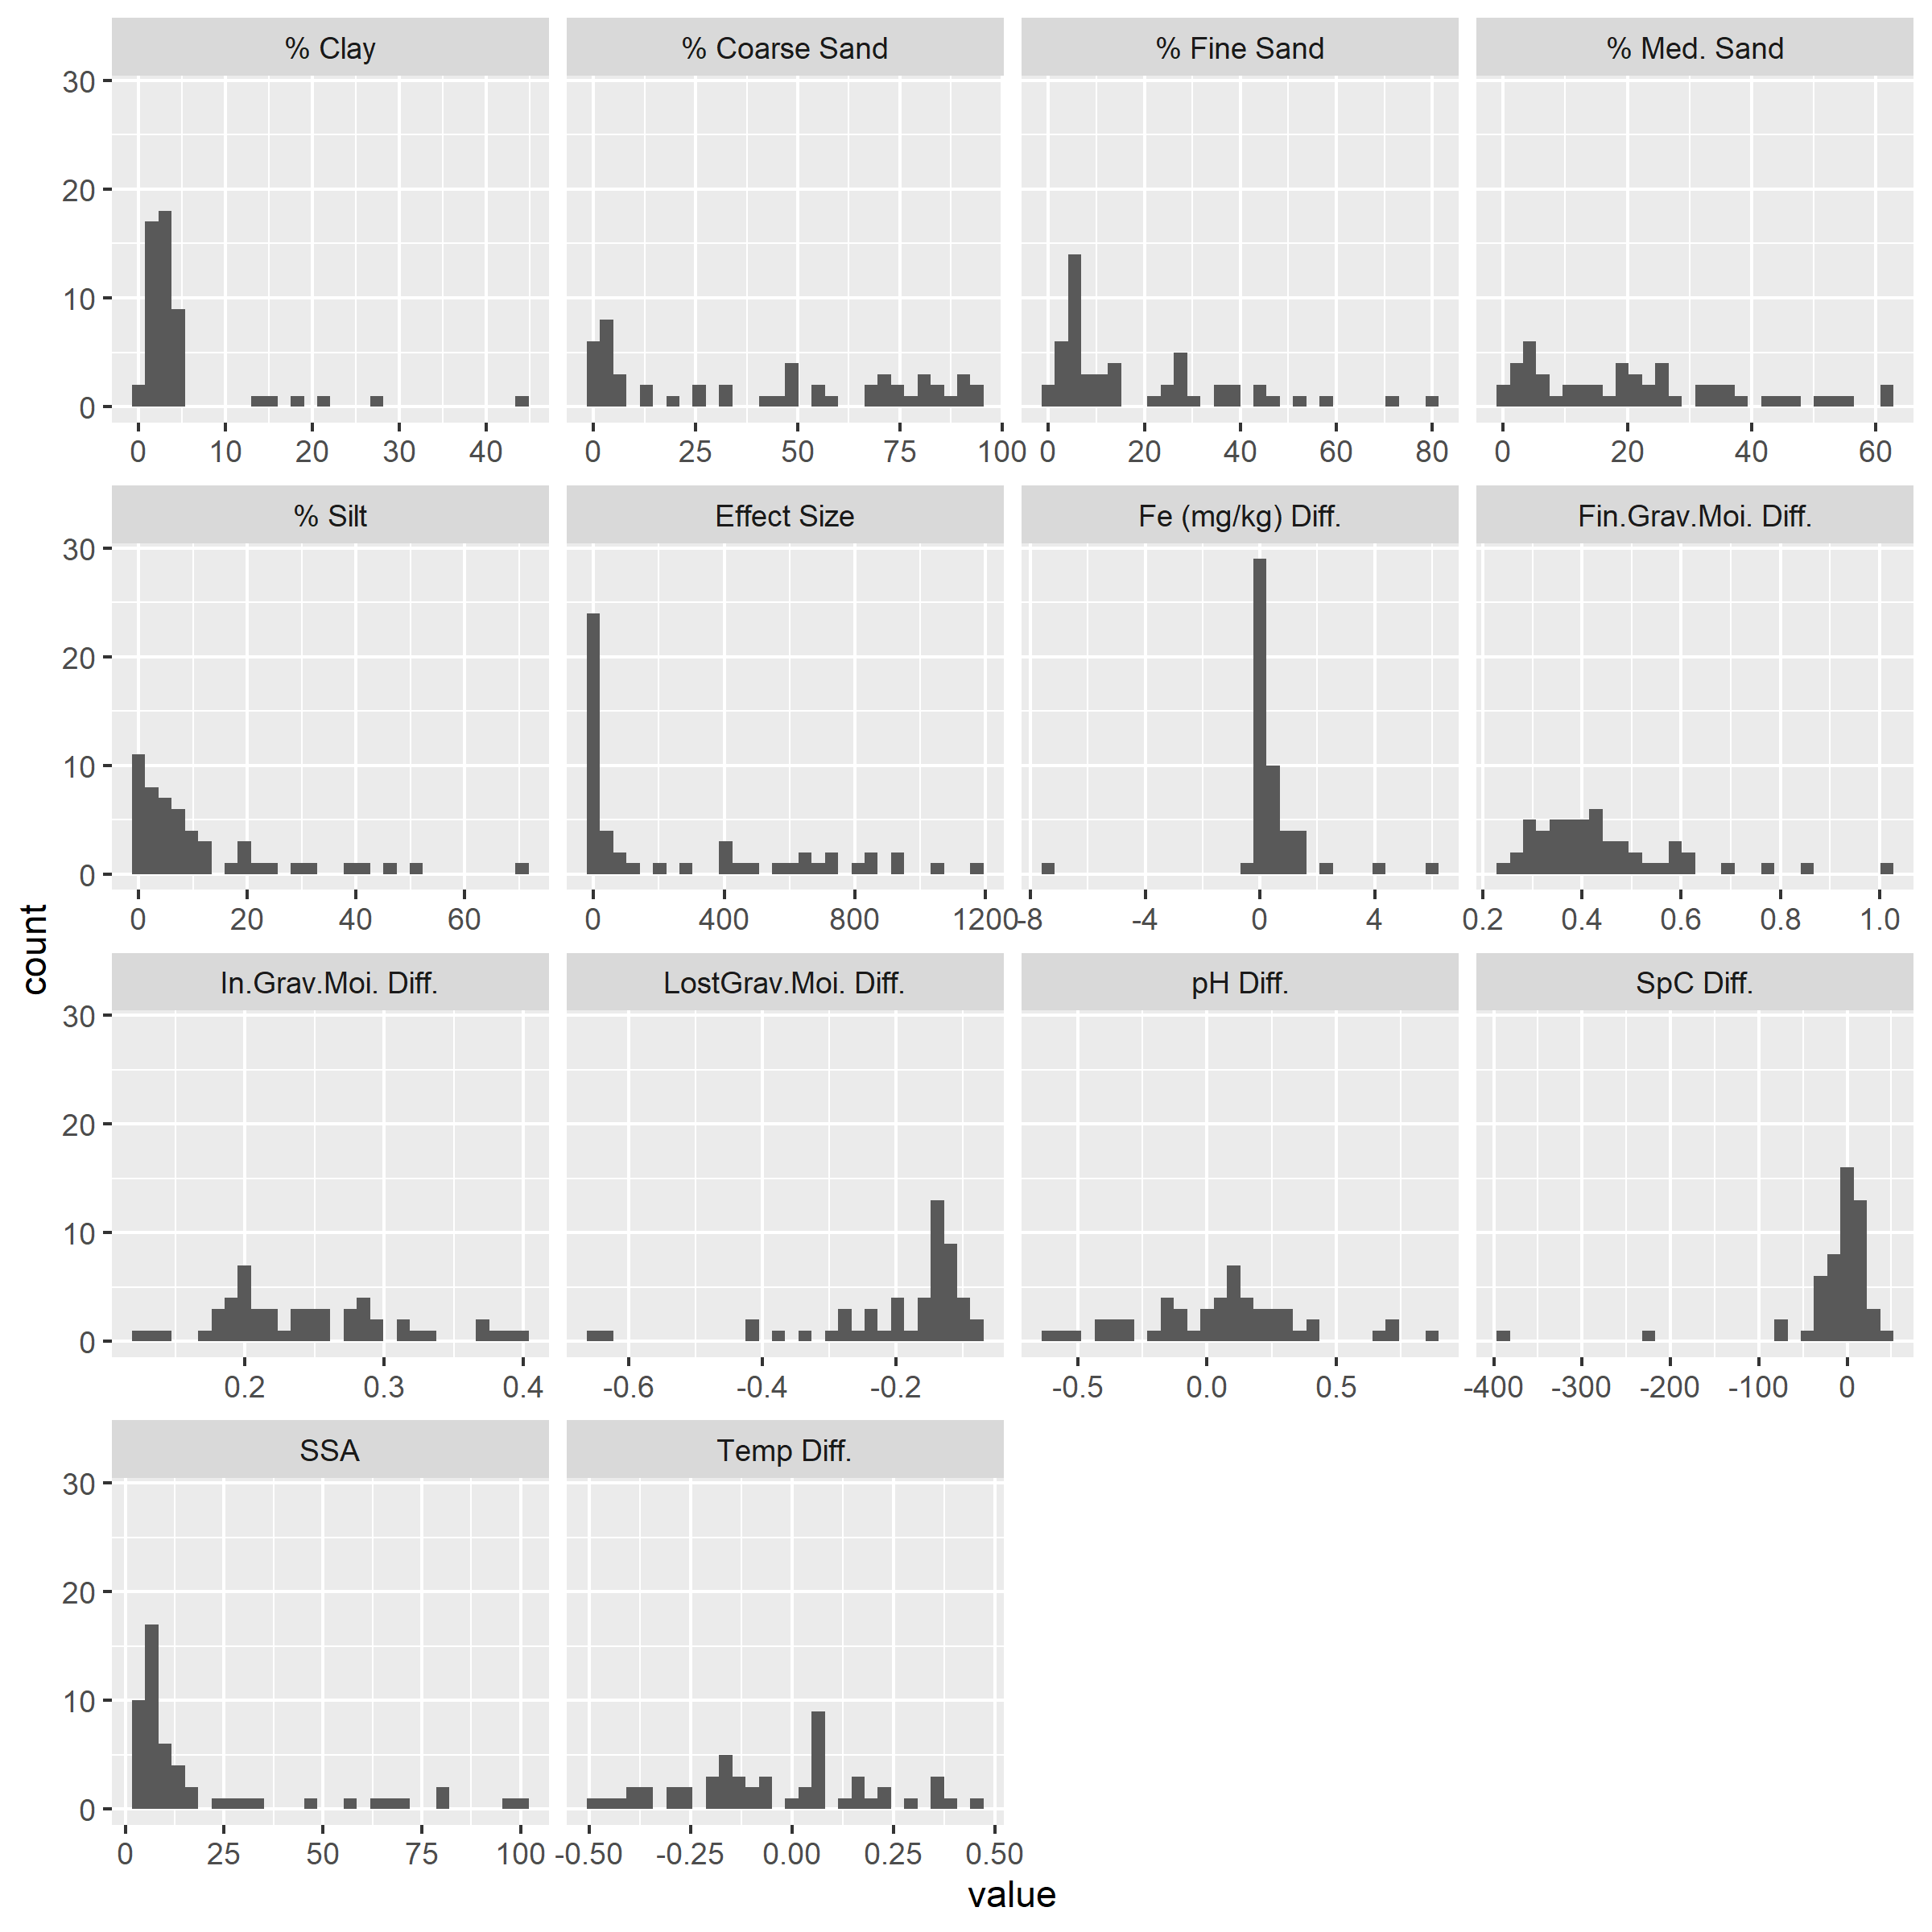 % Clay % Coarse Sand % Fine Sand % Med. Sand
30
20
10
0
0 10 20 30 40 0 25 50 75 100 0 20 40 60 80 0 20 40 60
% Silt Effect Size Fe (mg/kg) Diff. Fin.Grav.Moi. Diff.
30
20
10
0
0 20 40 60 0 400 800 1200 -8 -4 0 4 0.2 0.4 0.6 0.8 1.0
count
In.Grav.Moi. Diff. LostGrav.Moi. Diff. pH Diff. SpC Diff.
30
20
10
0
0.2 0.3 0.4 -0.6 -0.4 -0.2 -0.5 0.0 0.5 -400 -300 -200 -100 0
SSA Temp Diff.
30
20
10
0
0 25 50 75 100 -0.50 -0.25 0.00 0.25 0.50
value